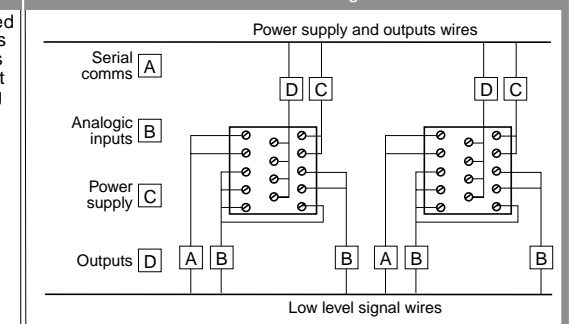 Power supply and outputs wires
Serial
comms A
D C D C
Analogic
inputs B
Power
supply C
Outputs D A B B A B B
Low level signal wires